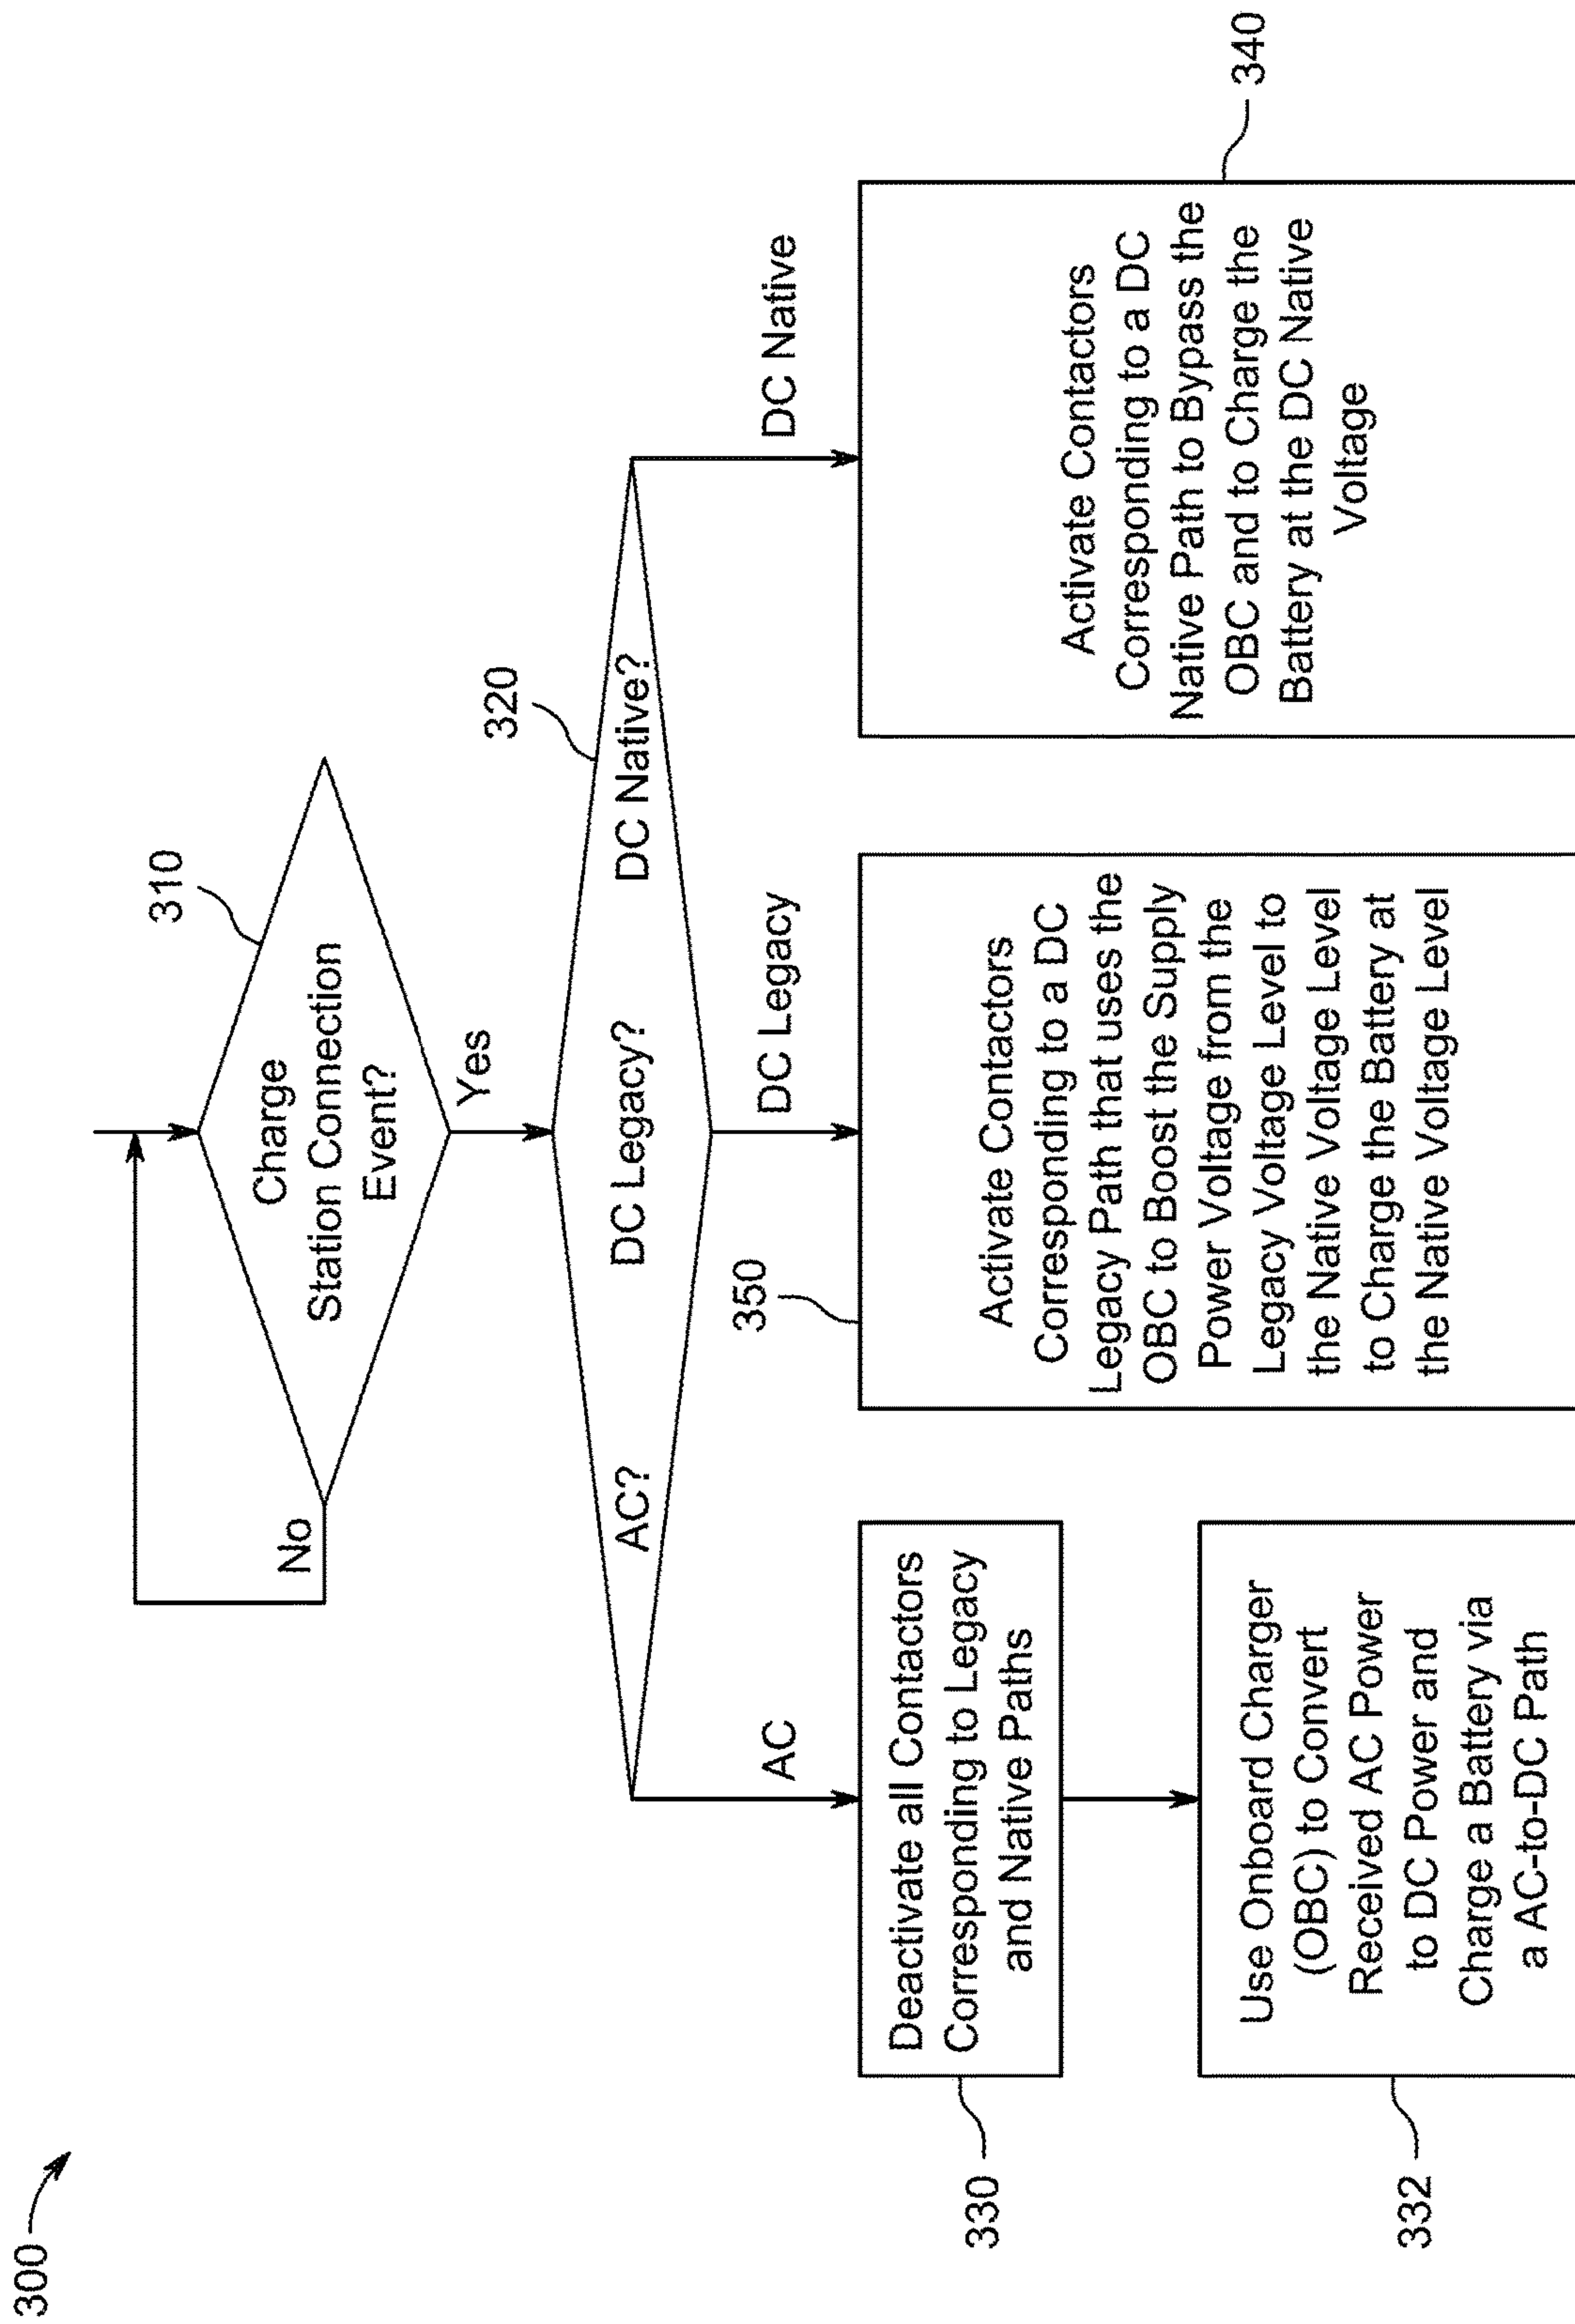 300
310
Charge
Station Connection
Event?
No
Yes
320
AC?
DC Legacy?
DC Native?
AC
DC Legacy
DC Native
330
Deactivate all Contactors
Corresponding to Legacy
and Native Paths
332
Use Onboard Charger
(OBC) to Convert
Received AC Power
to DC Power and
Charge a Battery via
a AC-to-DC Path
350
Activate Contactors
Corresponding to a DC
Legacy Path that uses the
OBC to Boost the Supply
Power Voltage from the
Legacy Voltage Level to
the Native Voltage Level
to Charge the Battery at
the Native Voltage Level
340
Activate Contactors
Corresponding to a DC
Native Path to Bypass the
OBC and to Charge the
Battery at the DC Native
Voltage